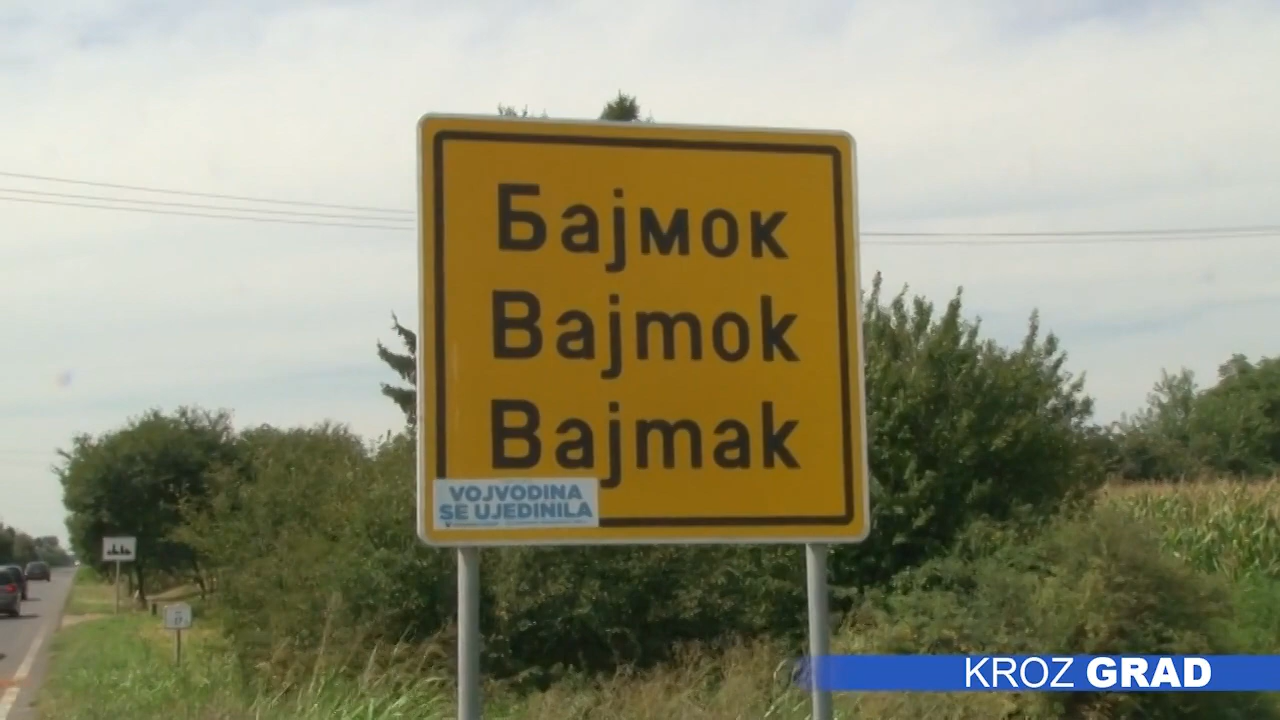 Бајмок
Bajmok
Bajmak
VOJVODINA
SE UJEDINILA
KROZ GRAD